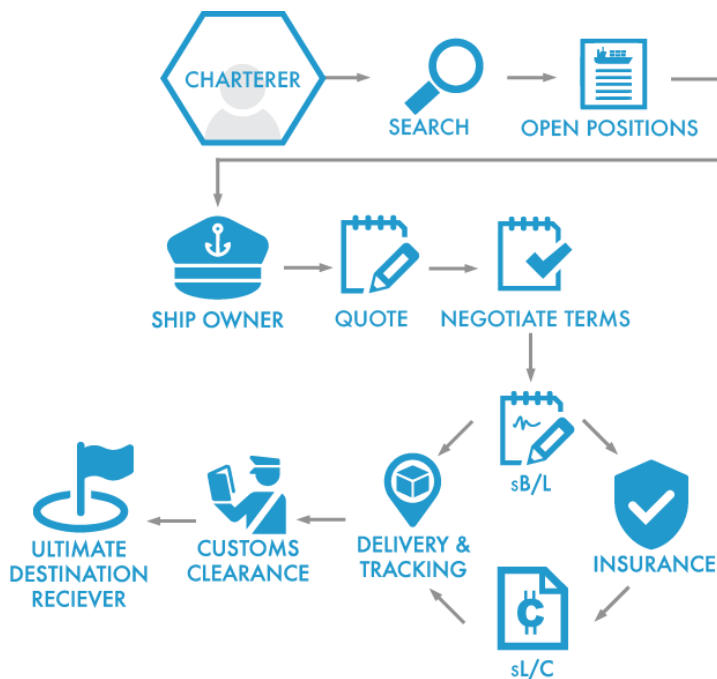 CHARTERER
SEARCH
OPEN POSITIONS
SHIP OWNER
QUOTE
NEGOTIATE TERMS
sB/L
INSURANCE
sL/C
DELIVERY &
TRACKING
CUSTOMS
CLEARANCE
ULTIMATE
DESTINATION
RECIEVER